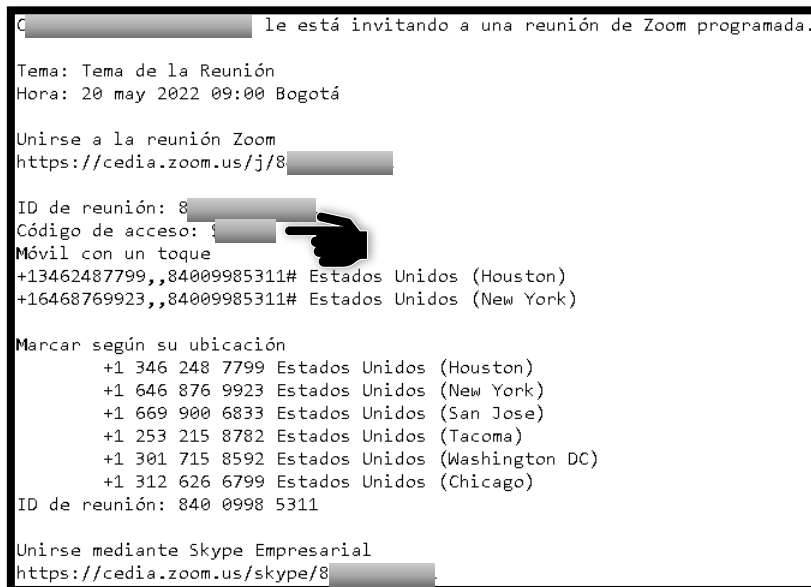 le está invitando a una reunión de Zoom programada.
Tema: Tema de la Reunión
Hora: 20 may 2022 09:00 Bogotá
Unirse a la reunión Zoom
https://cedia.zoom.us/j/8
ID de reunión: 8
Código de acceso:
Móvil con un toque
+13462487799,,84009985311# Estados Unidos (Houston)
+16468769923,,84009985311# Estados Unidos (New York)
Marcar según su ubicación
+1 346 248 7799 Estados Unidos (Houston)
+1 646 876 9923 Estados Unidos (New York)
+1 669 900 6833 Estados Unidos (San Jose)
+1 253 215 8782 Estados Unidos (Tacoma)
+1 301 715 8592 Estados Unidos (Washington DC)
+1 312 626 6799 Estados Unidos (Chicago)
ID de reunión: 840 0998 5311
Unirse mediante Skype Empresarial
https://cedia.zoom.us/skype/8